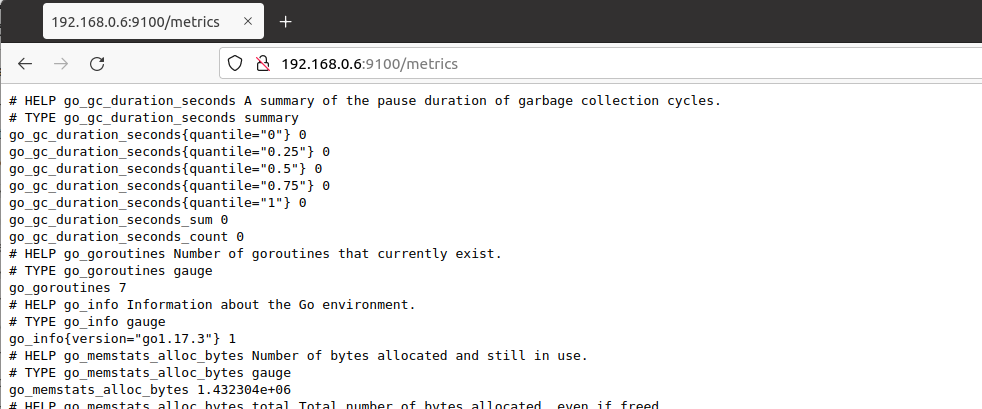 192.168.0.6:9100/metrics
192.168.0.6:9100/metrics
# HELP go_gc_duration_seconds A summary of the pause duration of garbage collection cycles.
# TYPE go_gc_duration_seconds summary
go_gc_duration_seconds{quantile="0"} 0
go_gc_duration_seconds{quantile="0.25"} 0
go_gc_duration_seconds{quantile="0.5"} 0
go_gc_duration_seconds{quantile="0.75"} 0
go_gc_duration_seconds{quantile="1"} 0
go_gc_duration_seconds_sum 0
go_gc_duration_seconds_count 0
# HELP go_goroutines Number of goroutines that currently exist.
# TYPE go_goroutines gauge
go_goroutines 7
# HELP go_info Information about the Go environment.
# TYPE go_info gauge
go_info{version="go1.17.3"} 1
# HELP go_memstats_alloc_bytes Number of bytes allocated and still in use.
# TYPE go_memstats_alloc_bytes gauge
go_memstats_alloc_bytes 1.432304e+06
# HELP go_memstats_alloc_bytes_total Total number of bytes allocated, even if freed.